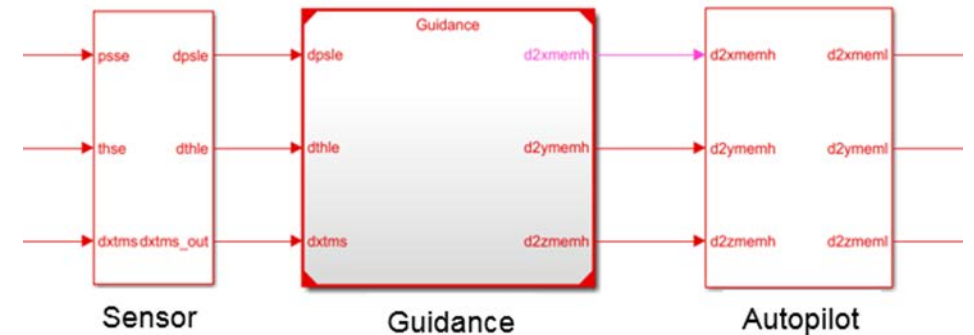 Guidance
psse dpsle dpsle d2xmemh d2xmemh d2xmeml
thse dthle dthle d2ymemh d2ymemh d2ymeml
dxtms dxtms_out dxtms d2zmemh d2zmemh d2zmeml
Sensor Guidance Autopilot